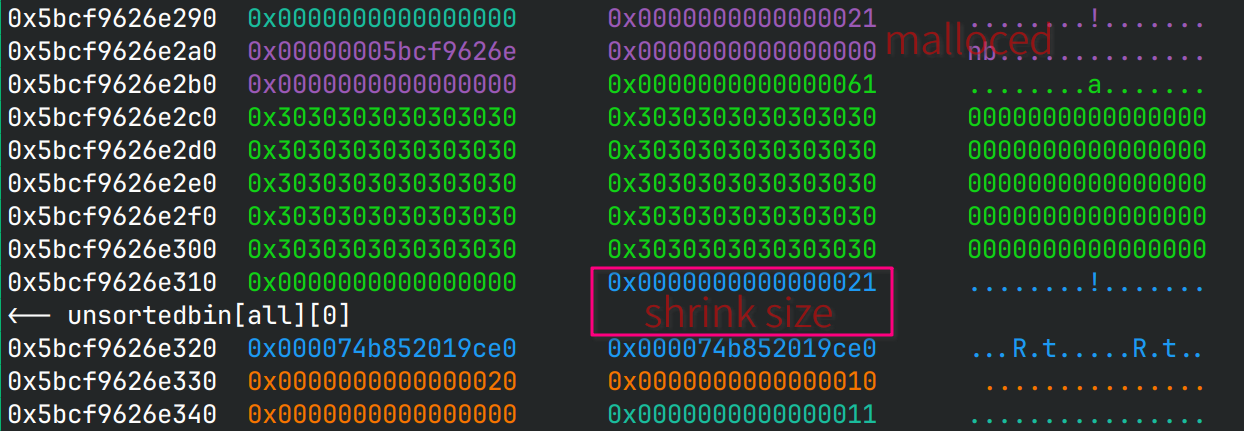 0x5bcf9626e290 0x0000000000000000 0x0000000000000021 ........!.......
malloced
0x5bcf9626e2a0 0x00000005bcf9626e 0x0000000000000000 nb..............
0x5bcf9626e2b0 0x0000000000000000 0x0000000000000061 ........a.......
0x5bcf9626e2c0 0x3030303030303030 0x3030303030303030 0000000000000000
0x5bcf9626e2d0 0x3030303030303030 0x3030303030303030 0000000000000000
0x5bcf9626e2e0 0x3030303030303030 0x3030303030303030 0000000000000000
0x5bcf9626e2f0 0x3030303030303030 0x3030303030303030 0000000000000000
0x5bcf9626e300 0x3030303030303030 0x3030303030303030 0000000000000000
0x5bcf9626e310 0x0000000000000000 0x0000000000000021 ........!.......
<-- unsortedbin[all][0]
shrink size
0x5bcf9626e320 0x000074b852019ce0 0x000074b852019ce0 ...R.t.....R.t..
0x5bcf9626e330 0x0000000000000020 0x0000000000000010 ...............
0x5bcf9626e340 0x0000000000000000 0x0000000000000011 ................